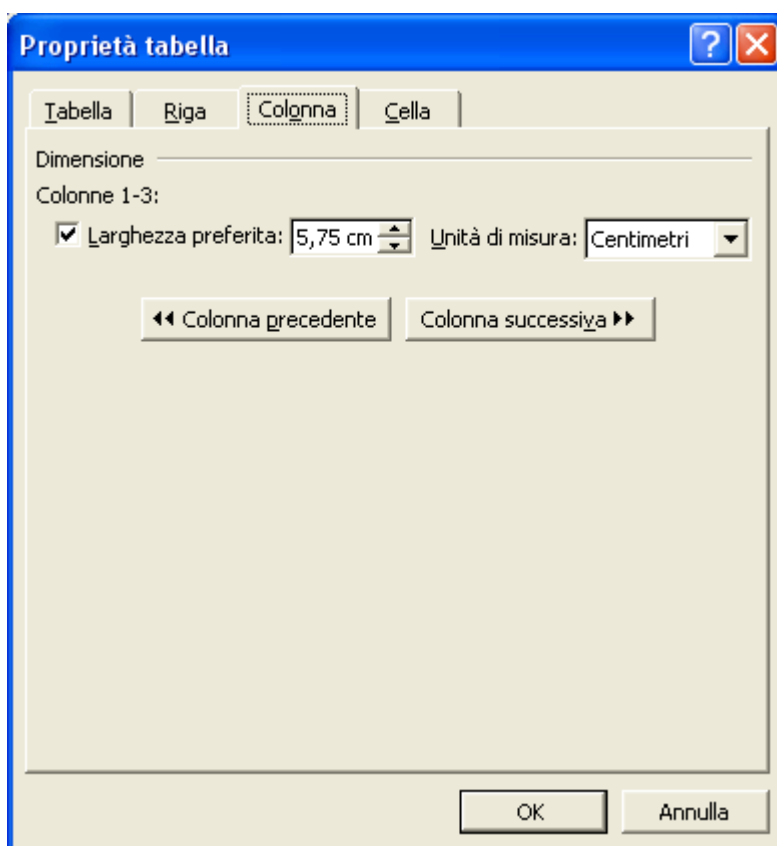 Proprietà tabella
Tabella Riga Colonna Cella
Dimensione
Colonne 1-3:
Larghezza preferita: 5,75 cm Unità di misura: Centimetri
Colonna precedente Colonna successiva
OK Annulla